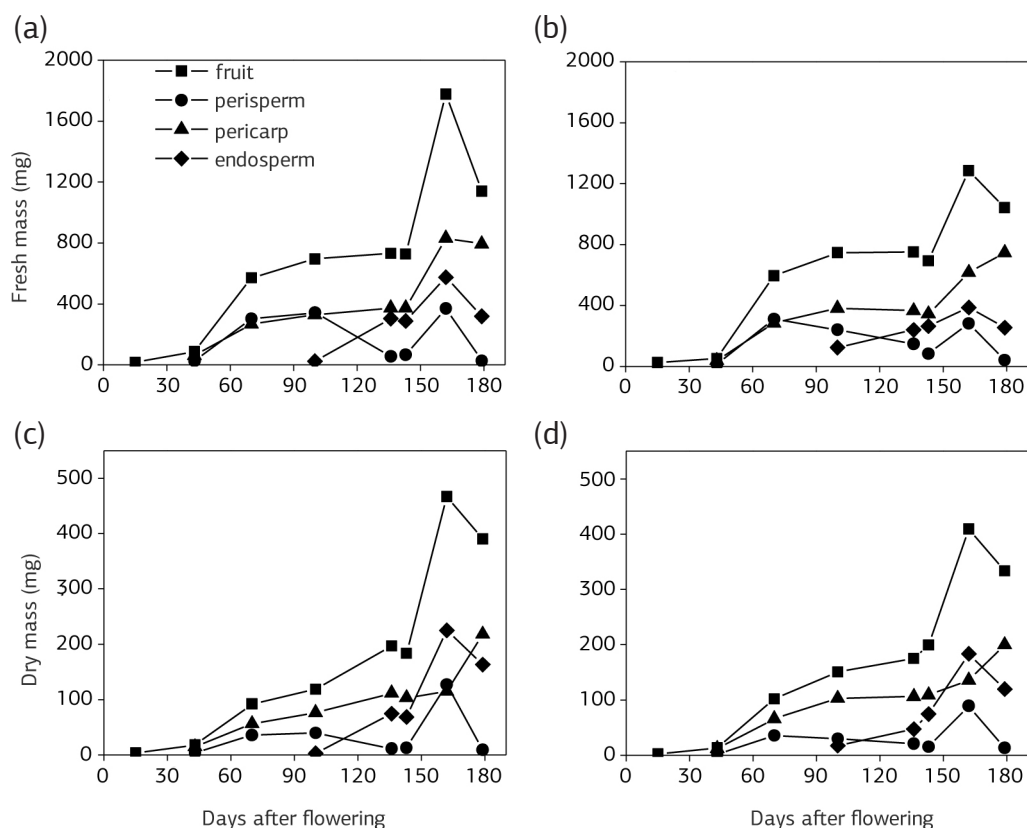 (a)
2000
1600
1200
800
400
0
Fresh mass (mg)
fruit
perisperm
pericarp
endosperm
0 30 60 90 120 150 180
(b)
2000
1600
1200
800
400
0
0 30 60 90 120 150 180
(c)
500
400
300
200
100
0
Dry mass (mg)
0 30 60 90 120 150 180
Days after flowering
(d)
500
400
300
200
100
0
0 30 60 90 120 150 180
Days after flowering